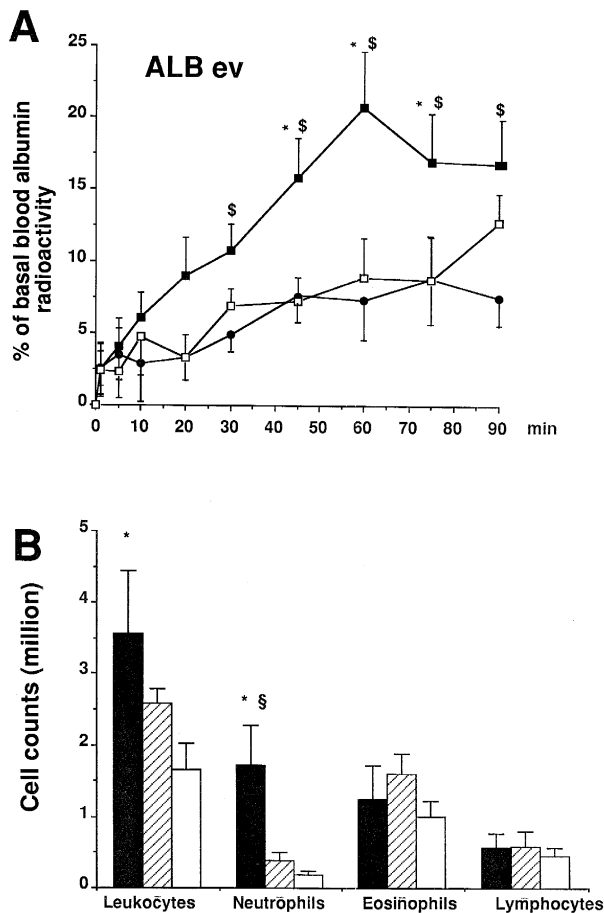 A
ALB ev
% of basal blood albumin
radioactivity
25
20
15
10
5
0
* $
* $
* $
$
$
0 10 20 30 40 50 60 70 80 90 min
B
Cell counts (million)
5
4
3
2
1
0
*
* §
Leukocytes Neutrophils Eosinophils Lymphocytes